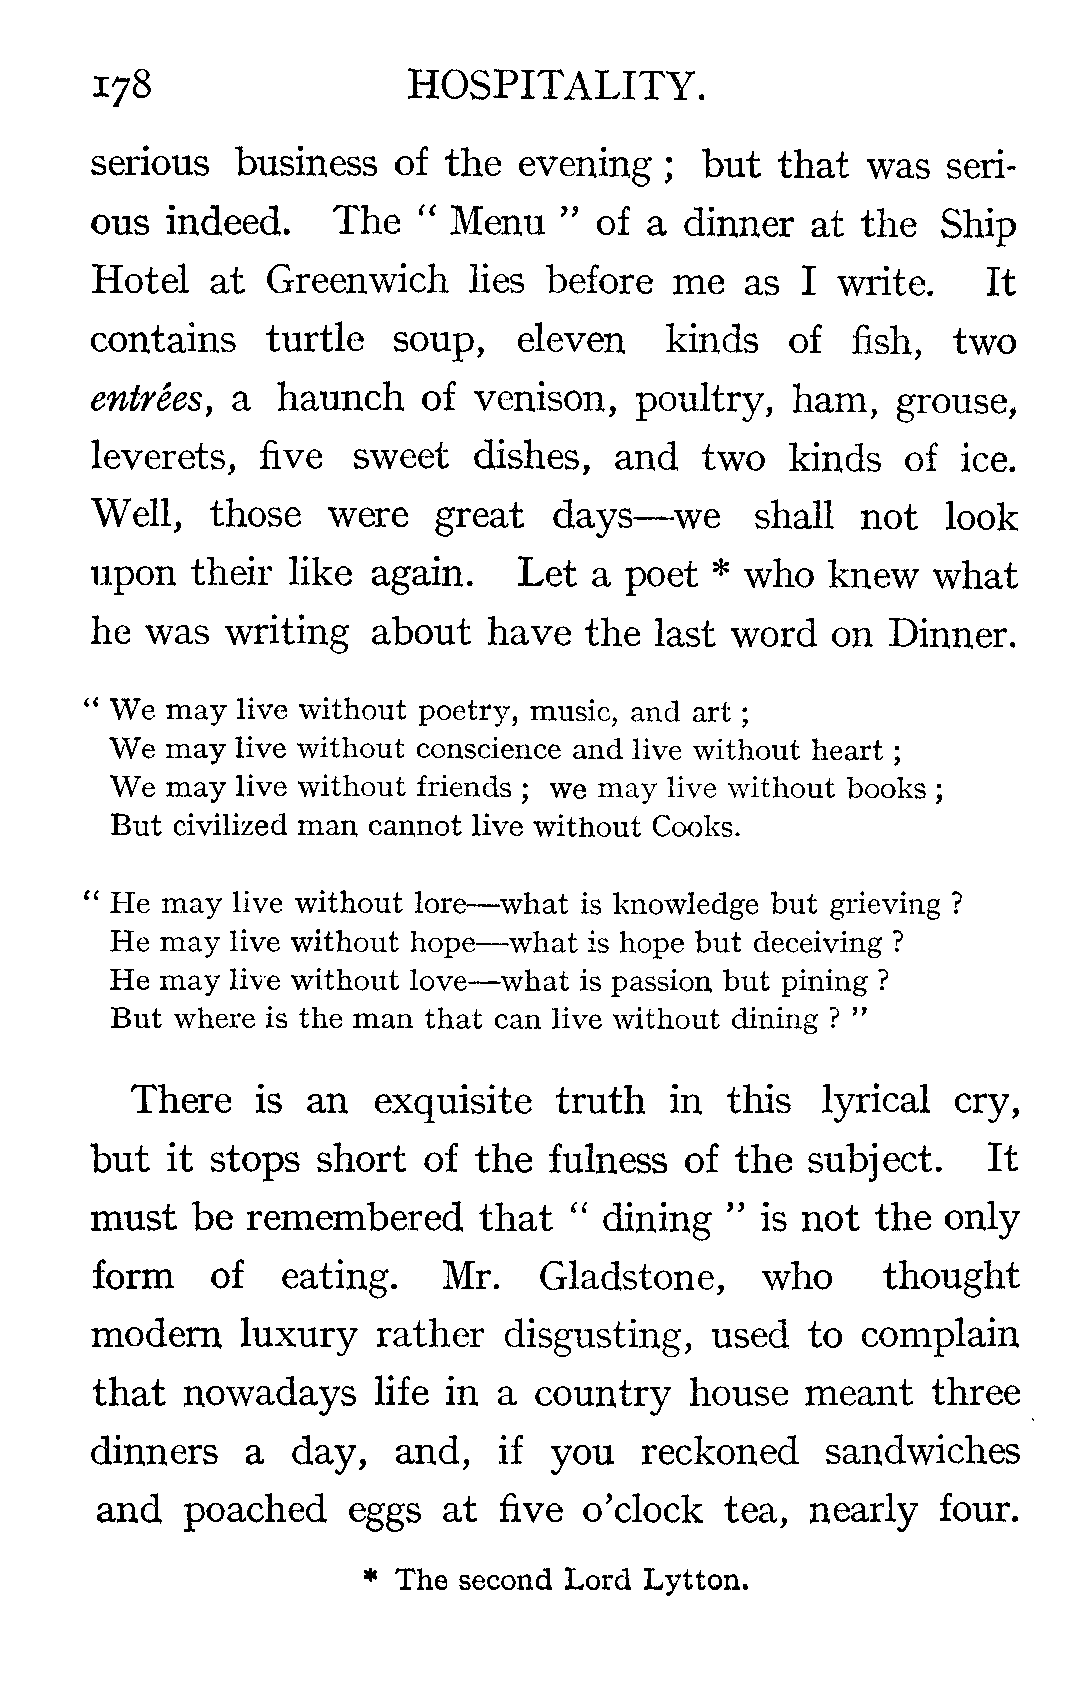 178 HOSPITALITY.
serious business of the evening ; but that was seri-
ous indeed. The “ Menu ” of a dinner at the Ship
Hotel at Greenwich lies before me as I write. It
contains turtle soup, eleven kinds of fish, two
entrées, a haunch of venison, poultry, ham, grouse,
leverets, five sweet dishes, and two kinds of ice.
Well, those were great days—we shall not look
upon their like again. Let a poet * who knew what
he was writing about have the last word on Dinner.
“ We may live without poetry, music, and art ;
We may live without conscience and live without heart ;
We may live without friends ; we may live without books ;
But civilized man cannot live without Cooks.
“ He may live without lore—what is knowledge but grieving ?
He may live without hope—what is hope but deceiving ?
He may live without love—what is passion but pining ?
But where is the man that can live without dining ? ”
There is an exquisite truth in this lyrical cry,
but it stops short of the fulness of the subject. It
must be remembered that “ dining ” is not the only
form of eating. Mr. Gladstone, who thought
modern luxury rather disgusting, used to complain
that nowadays life in a country house meant three
dinners a day, and, if you reckoned sandwiches
and poached eggs at five o’clock tea, nearly four.
* The second Lord Lytton.